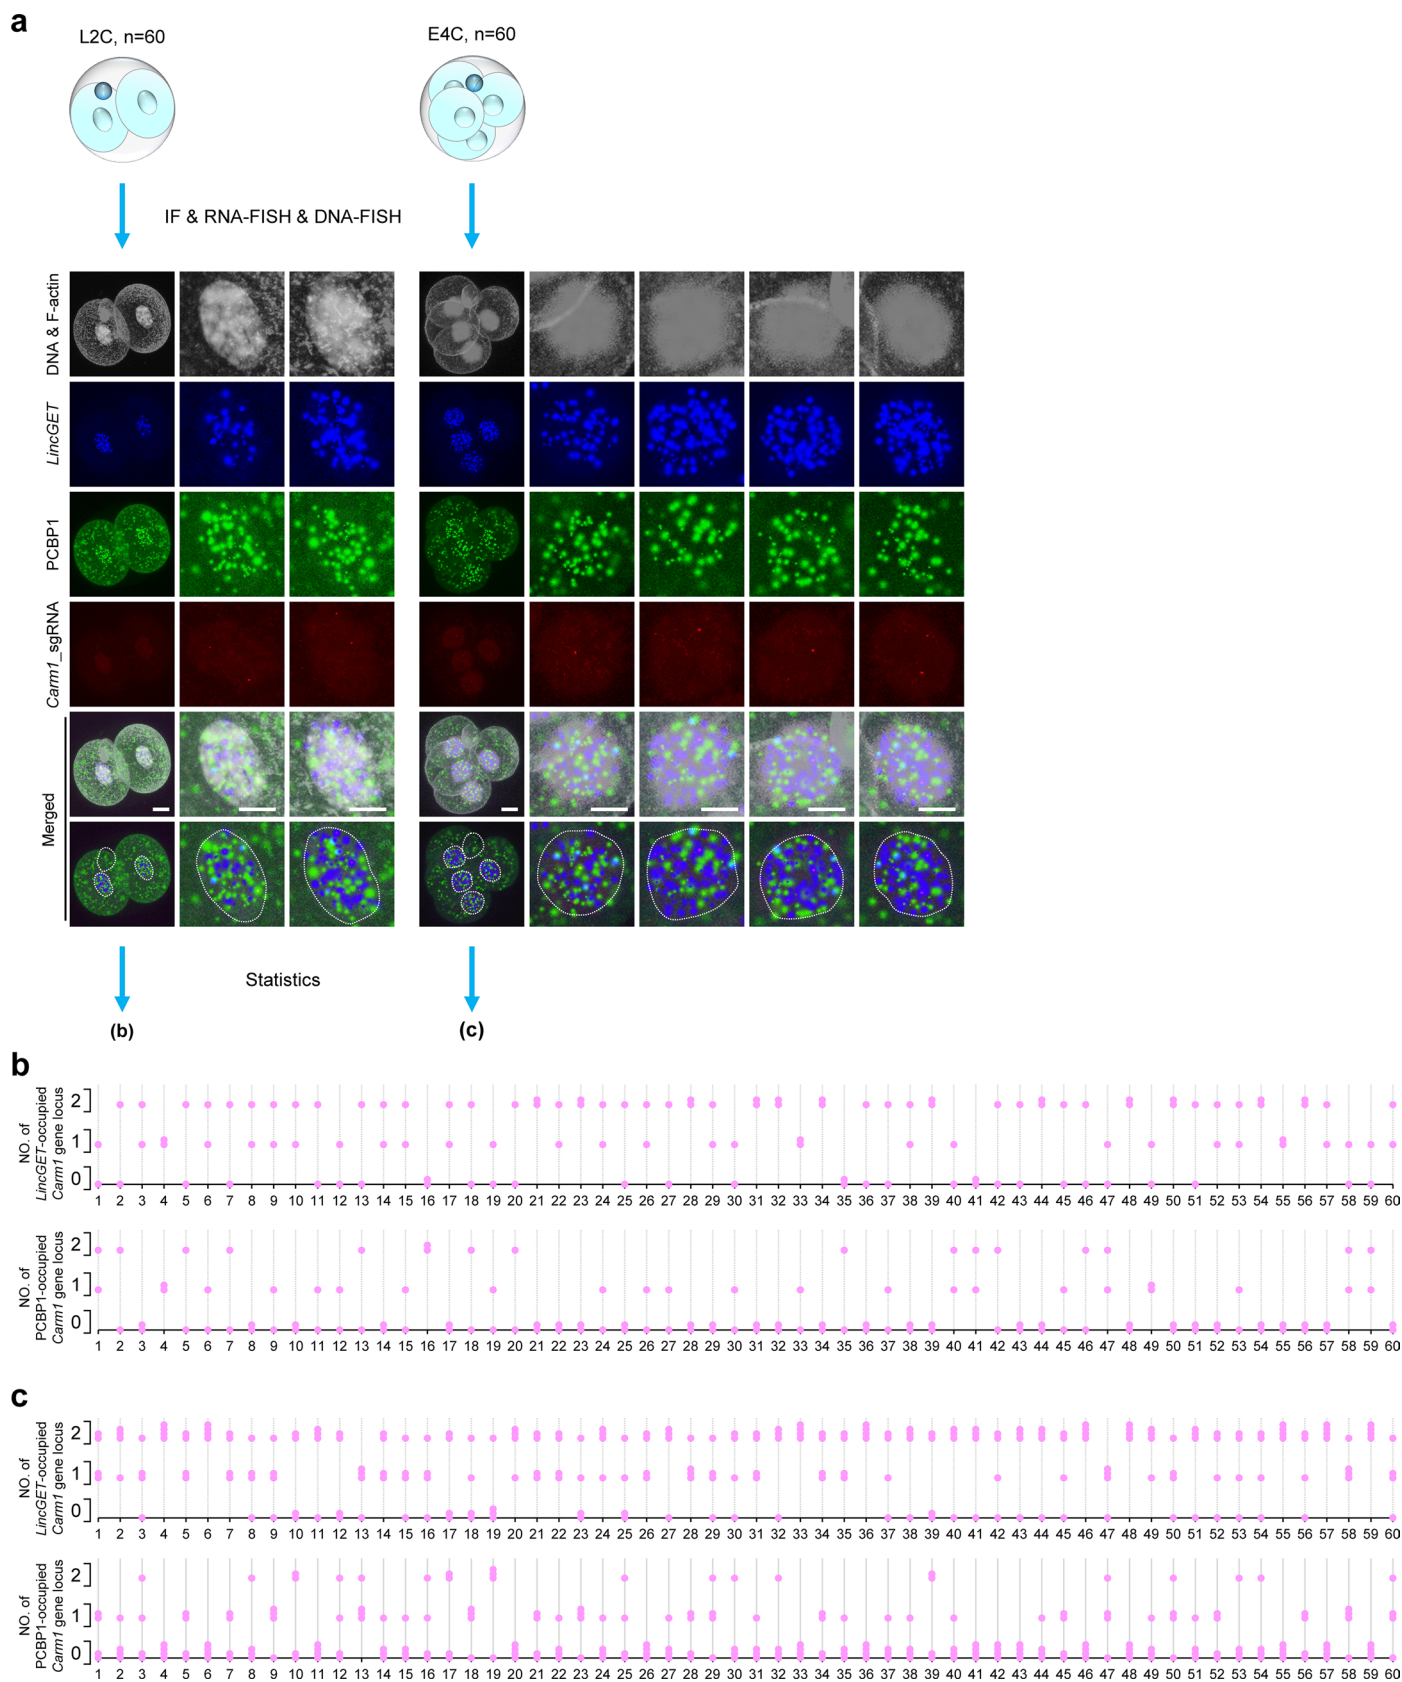 a
L2C, n=60
E4C, n=60
IF & RNA-FISH & DNA-FISH
DNA & F-actin
LincGET
PCBP1
Carm1_sgRNA
Merged
Statistics
(b)
(c)
b
NO. of
LincGET-occupied
Carm1 gene locus
2
1
0
1 2 3 4 5 6 7 8 9 10 11 12 13 14 15 16 17 18 19 20 21 22 23 24 25 26 27 28 29 30 31 32 33 34 35 36 37 38 39 40 41 42 43 44 45 46 47 48 49 50 51 52 53 54 55 56 57 58 59 60
NO. of
PCBP1-occupied
Carm1 gene locus
2
1
0
1 2 3 4 5 6 7 8 9 10 11 12 13 14 15 16 17 18 19 20 21 22 23 24 25 26 27 28 29 30 31 32 33 34 35 36 37 38 39 40 41 42 43 44 45 46 47 48 49 50 51 52 53 54 55 56 57 58 59 60
c
NO. of
LincGET-occupied
Carm1 gene locus
2
1
0
1 2 3 4 5 6 7 8 9 10 11 12 13 14 15 16 17 18 19 20 21 22 23 24 25 26 27 28 29 30 31 32 33 34 35 36 37 38 39 40 41 42 43 44 45 46 47 48 49 50 51 52 53 54 55 56 57 58 59 60
NO. of
PCBP1-occupied
Carm1 gene locus
2
1
0
1 2 3 4 5 6 7 8 9 10 11 12 13 14 15 16 17 18 19 20 21 22 23 24 25 26 27 28 29 30 31 32 33 34 35 36 37 38 39 40 41 42 43 44 45 46 47 48 49 50 51 52 53 54 55 56 57 58 59 60